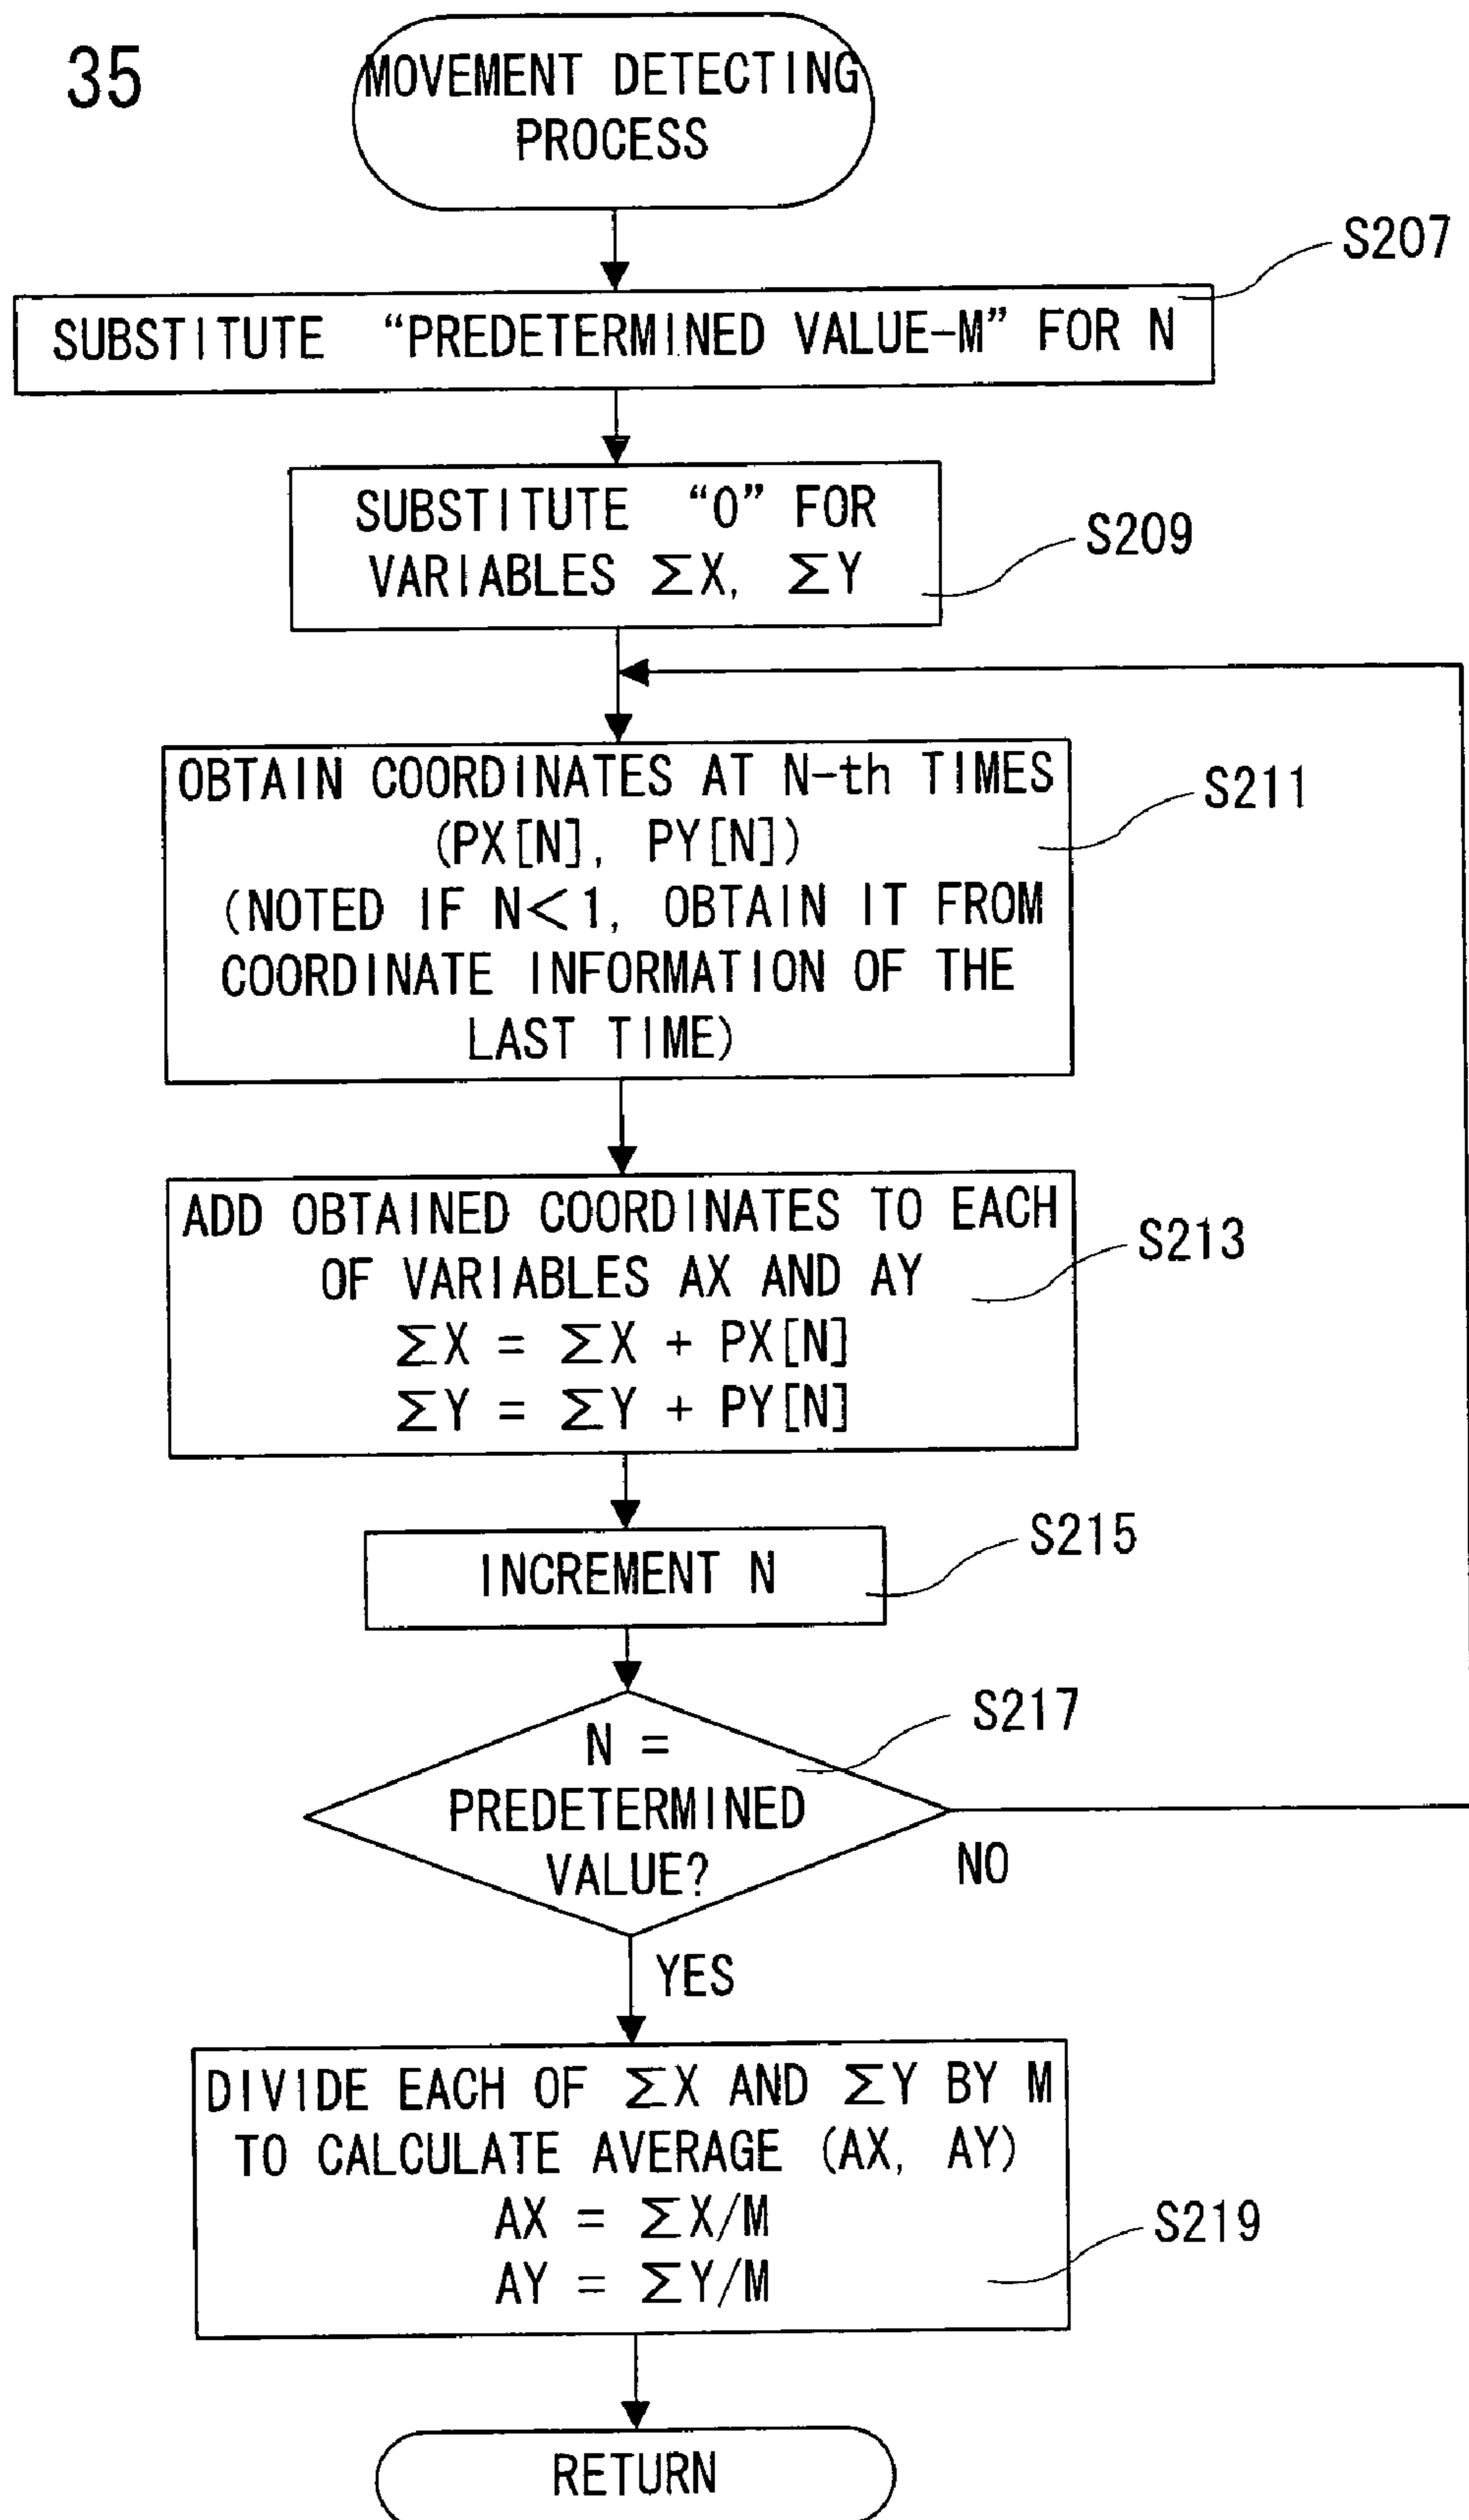 35
MOVEMENT DETECTING
PROCESS
S207
SUBSTITUTE “PREDETERMINED VALUE-M” FOR N
SUBSTITUTE “0” FOR
VARIABLES ΣX, ΣY
S209
OBTAIN COORDINATES AT N-th TIMES
(PX[N], PY[N])
(NOTED IF N<1, OBTAIN IT FROM
COORDINATE INFORMATION OF THE
LAST TIME)
S211
ADD OBTAINED COORDINATES TO EACH
OF VARIABLES AX AND AY
ΣX = ΣX + PX[N]
ΣY = ΣY + PY[N]
S213
S215
INCREMENT N
S217
N =
PREDETERMINED
VALUE?
NO
YES
DIVIDE EACH OF ΣX AND ΣY BY M
TO CALCULATE AVERAGE (AX, AY)
AX = ΣX/M
AY = ΣY/M
S219
RETURN